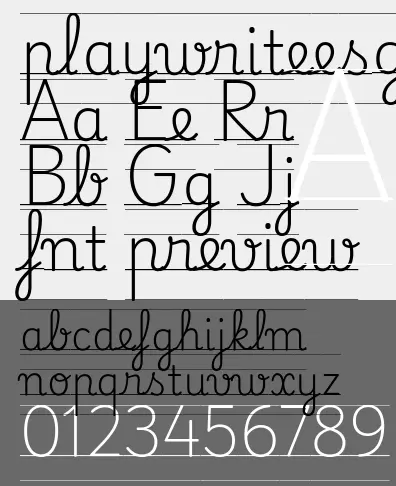 playwriteesg
Aa Ee Rr A
Bb Gg Jj
fnt preview
abcdefghijklm
nopqrstuvwxyz
0123456789